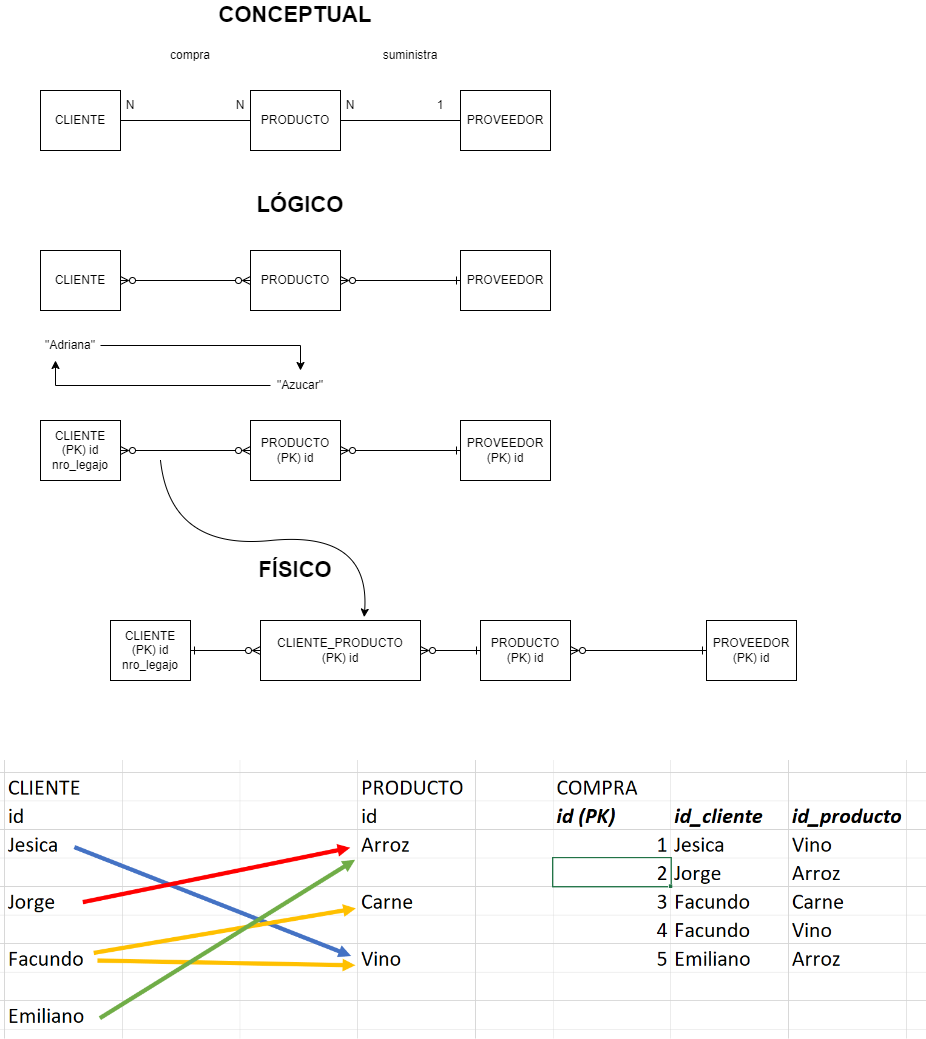 CONCEPTUAL
compra suministra
N N N 1
CLIENTE PRODUCTO PROVEEDOR
LÓGICO
CLIENTE PRODUCTO PROVEEDOR
"Adriana"
"Azucar"
CLIENTE
(PK) id
nro_legajo
PRODUCTO
(PK) id
PROVEEDOR
(PK) id
FÍSICO
CLIENTE
(PK) id
nro_legajo
CLIENTE_PRODUCTO
(PK) id
PRODUCTO
(PK) id
PROVEEDOR
(PK) id
CLIENTE PRODUCTO COMPRA
id id id (PK) id_cliente id_producto
Jesica Arroz 1 Jesica Vino
2 Jorge Arroz
Jorge Carne 3 Facundo Carne
4 Facundo Vino
Facundo Vino 5 Emiliano Arroz
Emiliano